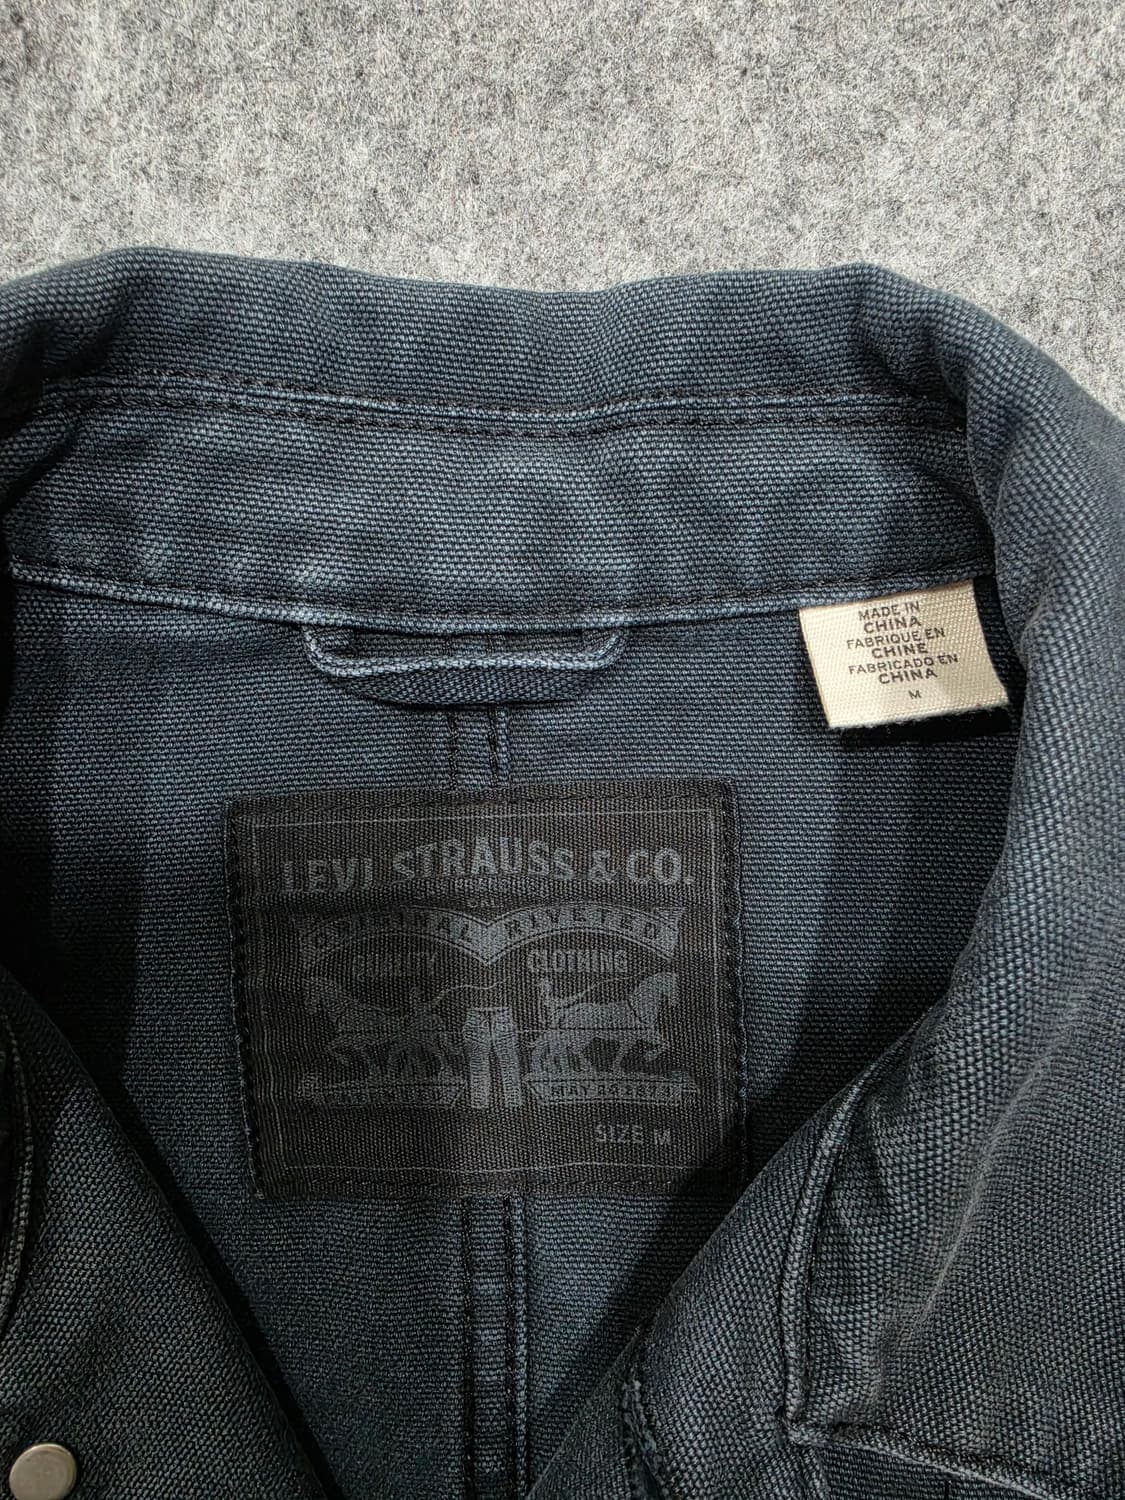 MADE IN
CHINA
FABRIQUE EN
CHINE
FABRICADO EN
CHINA
M
LEVI STRAUSS & CO.
ORIGINAL RIVETED
QUALITY CLOTHING
SIZE M